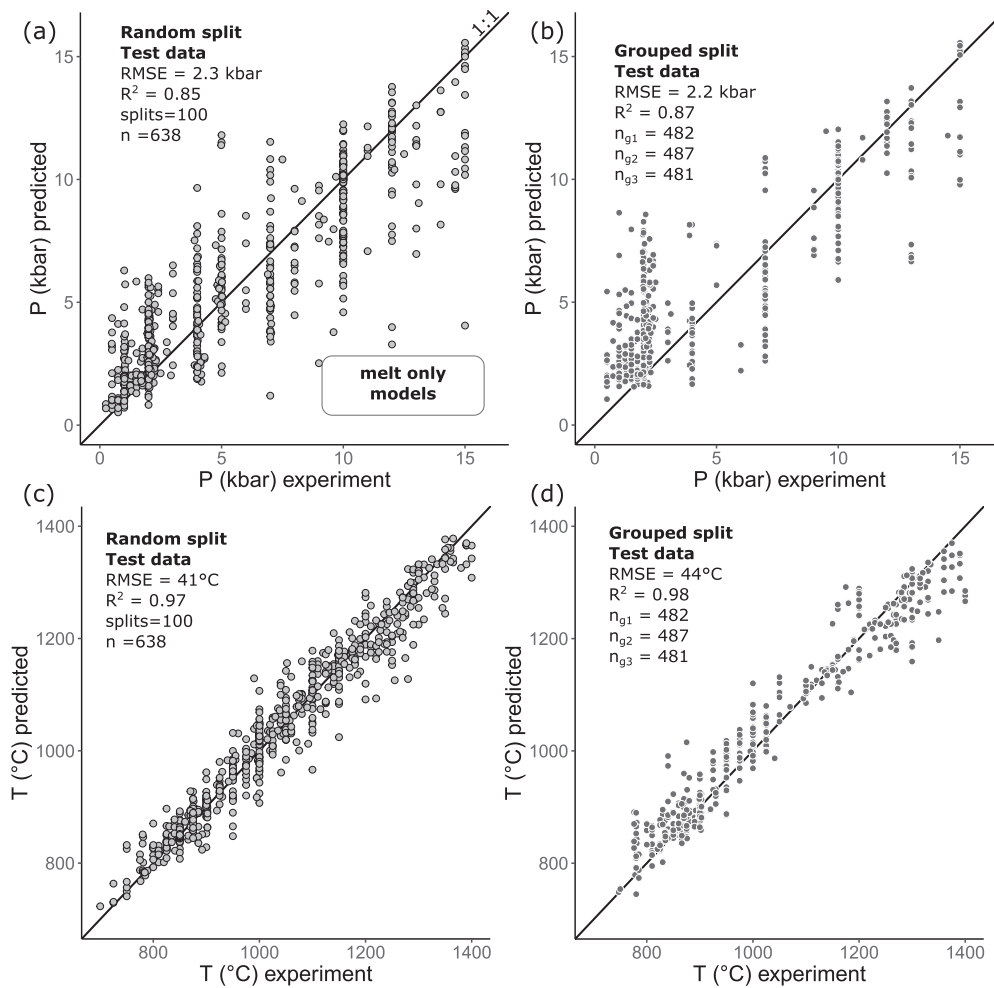 (a)
Random split
Test data
RMSE = 2.3 kbar
R² = 0.85
splits=100
n =638
1:1
melt only
models
15
10
5
0
P (kbar) predicted
0 5 10 15
P (kbar) experiment
(b)
Grouped split
Test data
RMSE = 2.2 kbar
R² = 0.87
ng1 = 482
ng2 = 487
ng3 = 481
15
10
5
0
P (kbar) predicted
0 5 10 15
P (kbar) experiment
(c)
Random split
Test data
RMSE = 41°C
R² = 0.97
splits=100
n =638
1400
1200
1000
800
T (°C) predicted
800 1000 1200 1400
T (°C) experiment
(d)
Grouped split
Test data
RMSE = 44°C
R² = 0.98
ng1 = 482
ng2 = 487
ng3 = 481
1400
1200
1000
800
T (°C) predicted
800 1000 1200 1400
T (°C) experiment